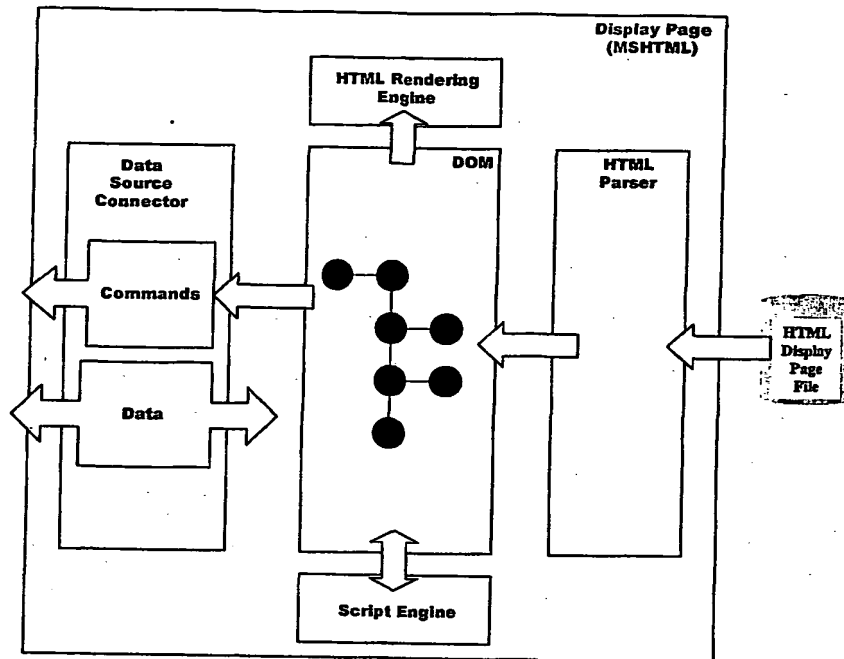 Display Page
(MSHTML)
HTML Rendering
Engine
Data
Source
Connector
DOM
HTML
Parser
Commands
HTML
Display
Page
File
Data
Script Engine